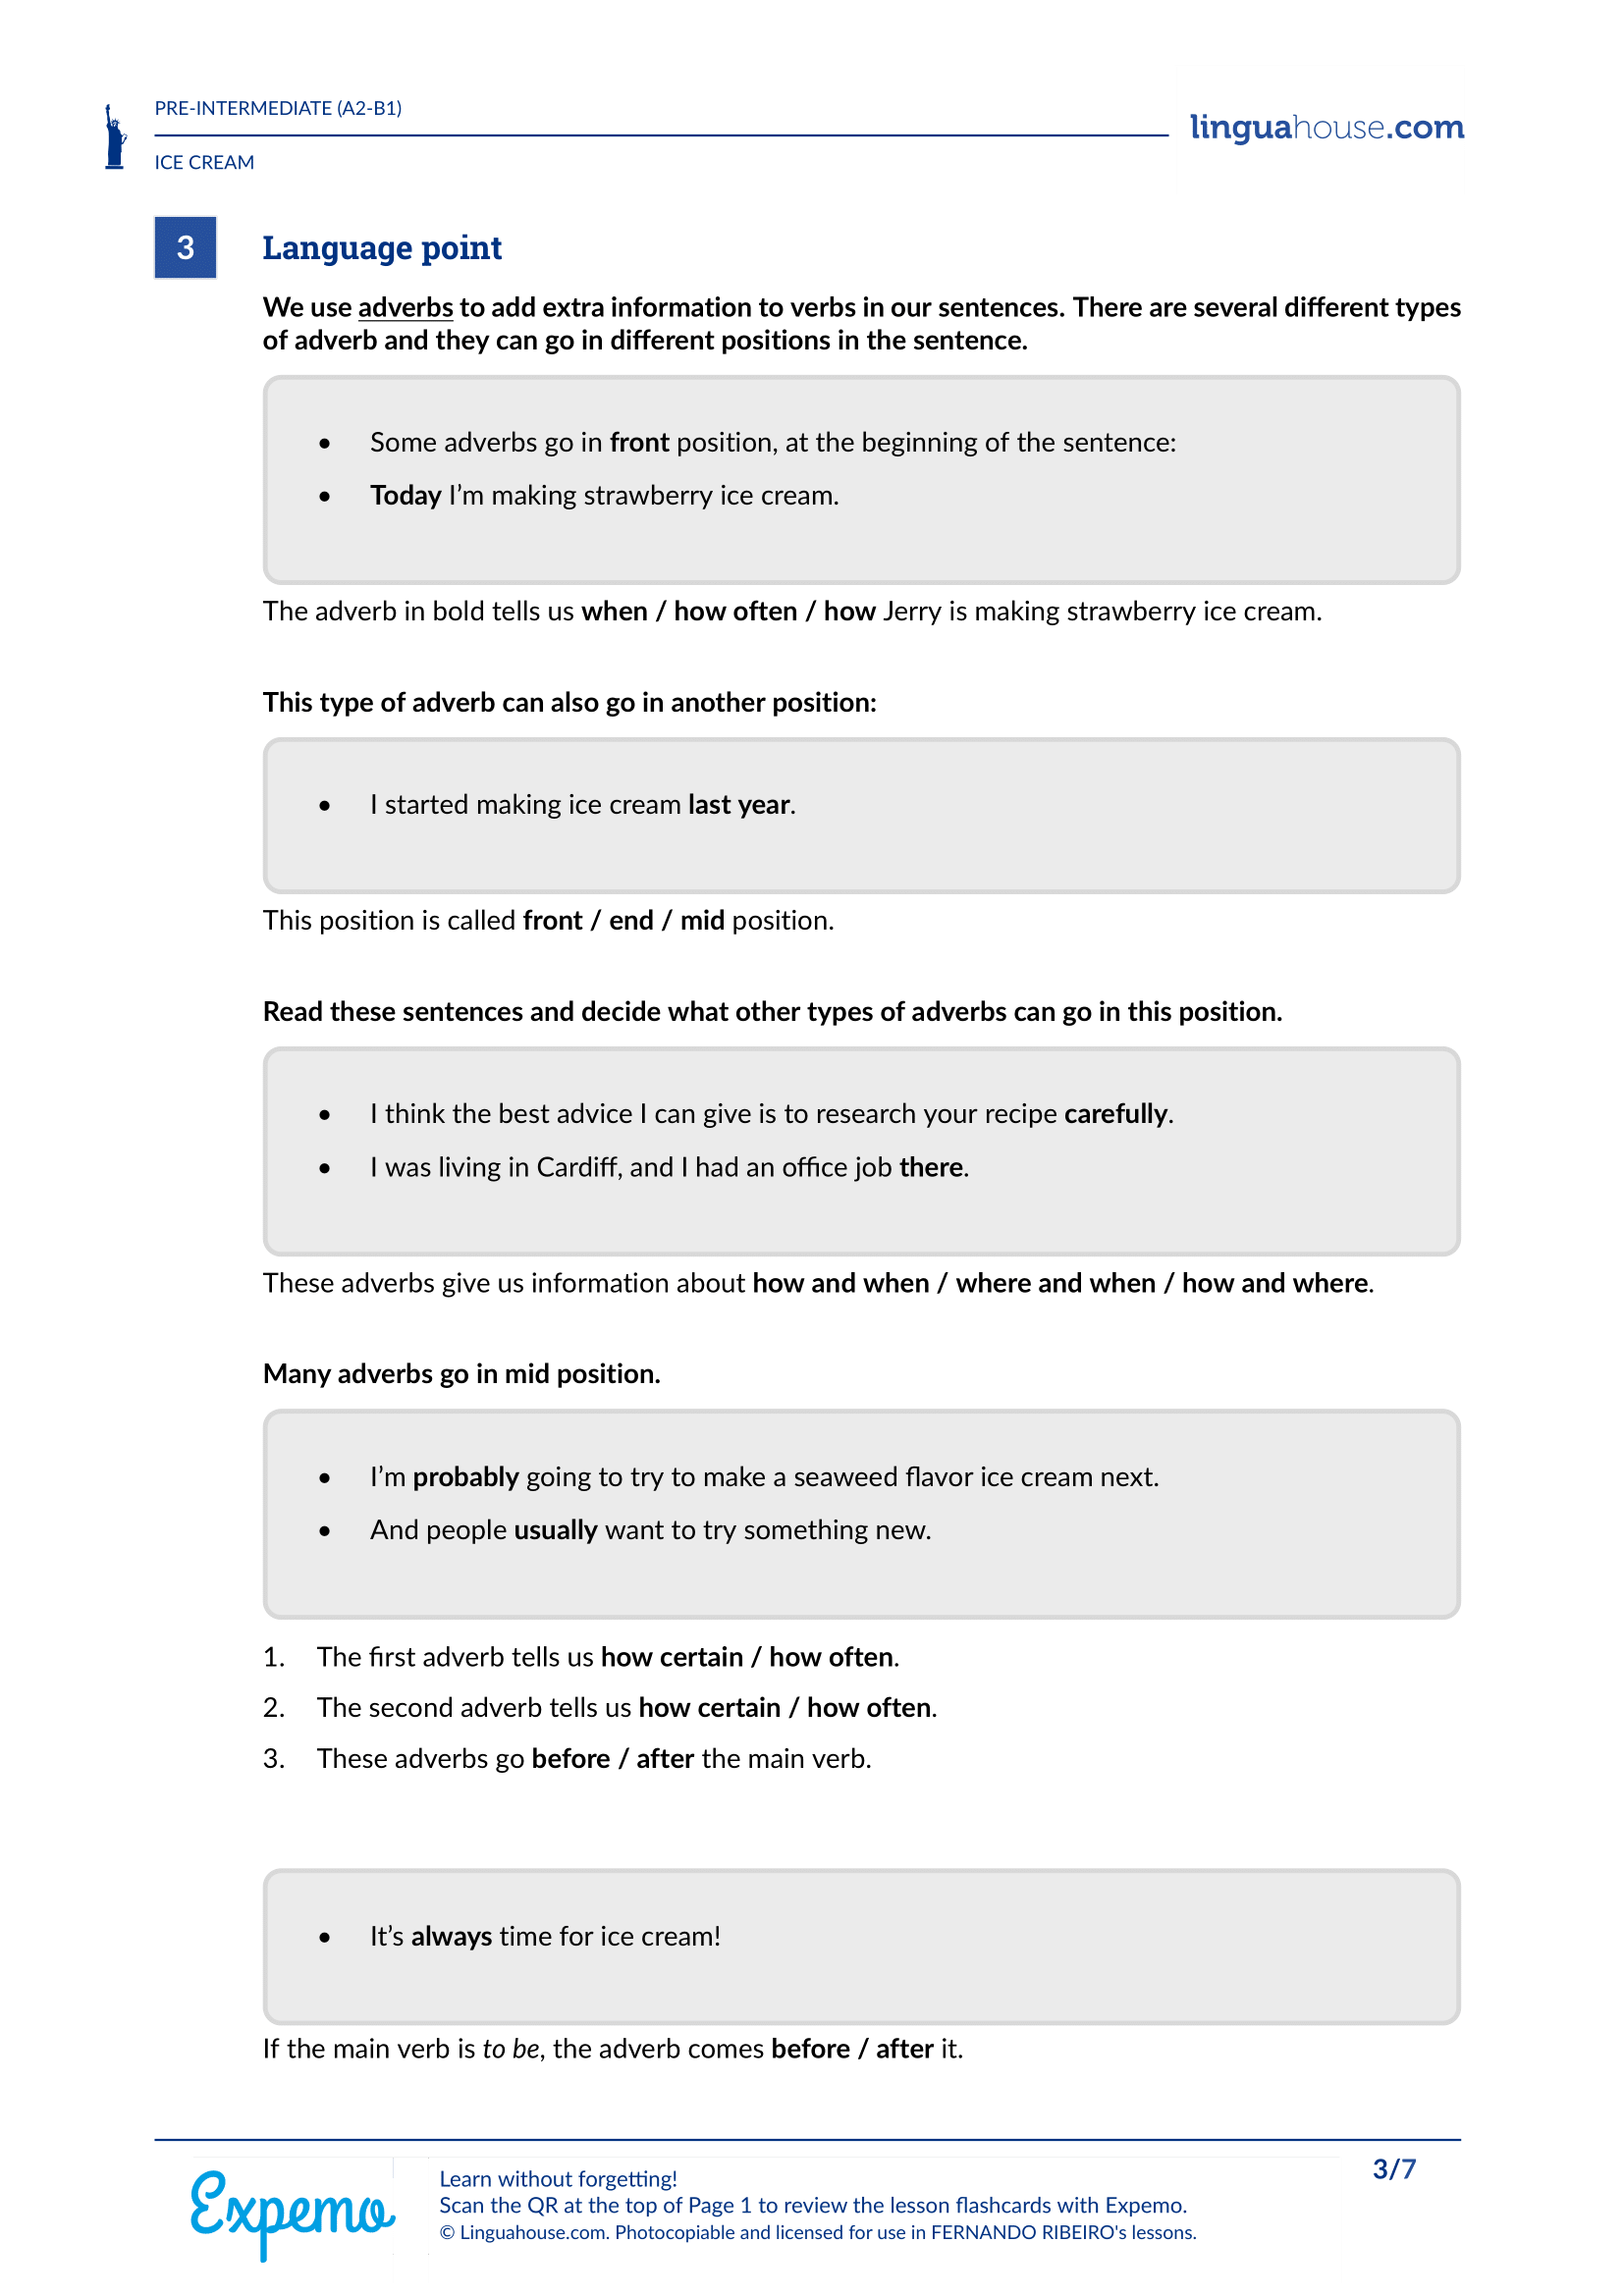 PRE-INTERMEDIATE (A2-B1)
linguahouse.com
ICE CREAM
3
Language point
We use adverbs to add extra information to verbs in our sentences. There are several different types
of adverb and they can go in different positions in the sentence.
• Some adverbs go in front position, at the beginning of the sentence:
• Today I’m making strawberry ice cream.
The adverb in bold tells us when / how often / how Jerry is making strawberry ice cream.
This type of adverb can also go in another position:
• I started making ice cream last year.
This position is called front / end / mid position.
Read these sentences and decide what other types of adverbs can go in this position.
• I think the best advice I can give is to research your recipe carefully.
• I was living in Cardiff, and I had an office job there.
These adverbs give us information about how and when / where and when / how and where.
Many adverbs go in mid position.
• I’m probably going to try to make a seaweed flavor ice cream next.
• And people usually want to try something new.
1. The first adverb tells us how certain / how often.
2. The second adverb tells us how certain / how often.
3. These adverbs go before / after the main verb.
• It’s always time for ice cream!
If the main verb is to be, the adverb comes before / after it.
Expemo
Learn without forgetting!
Scan the QR at the top of Page 1 to review the lesson flashcards with Expemo.
© Linguahouse.com. Photocopiable and licensed for use in FERNANDO RIBEIRO's lessons.
3/7